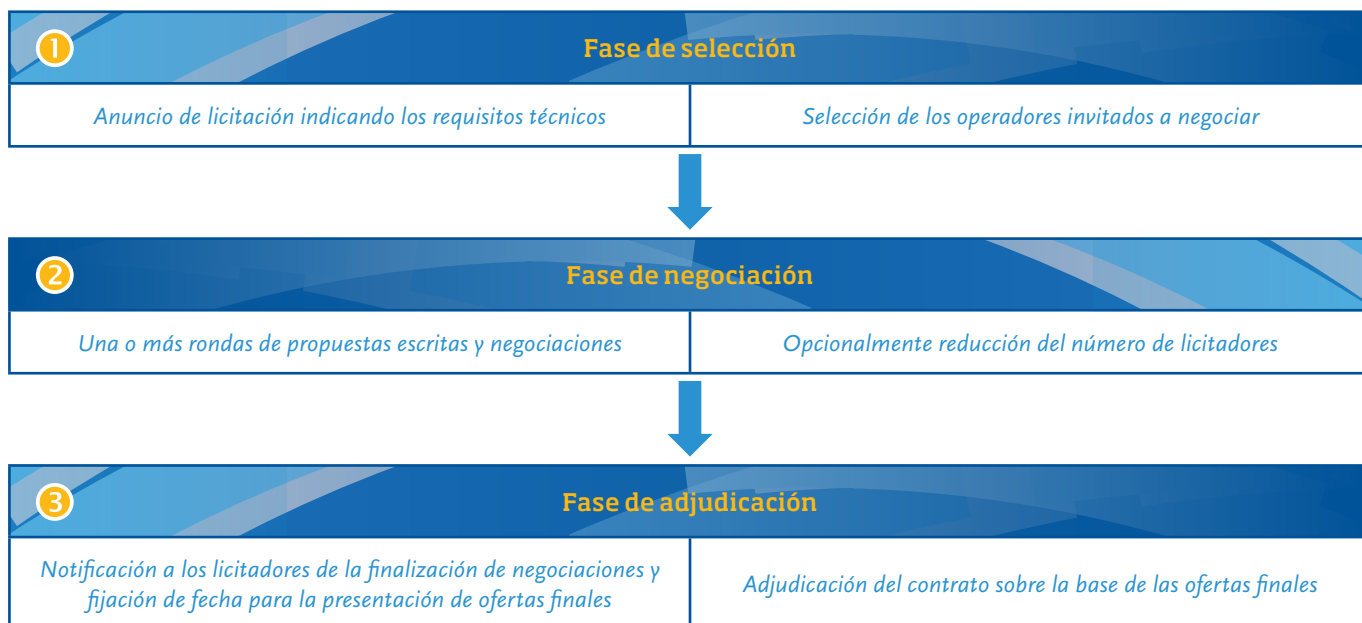 1
Fase de selección
Anuncio de licitación indicando los requisitos técnicos
Selección de los operadores invitados a negociar
2
Fase de negociación
Una o más rondas de propuestas escritas y negociaciones
Opcionalmente reducción del número de licitadores
3
Fase de adjudicación
Notificación a los licitadores de la finalización de negociaciones y
fijación de fecha para la presentación de ofertas finales
Adjudicación del contrato sobre la base de las ofertas finales